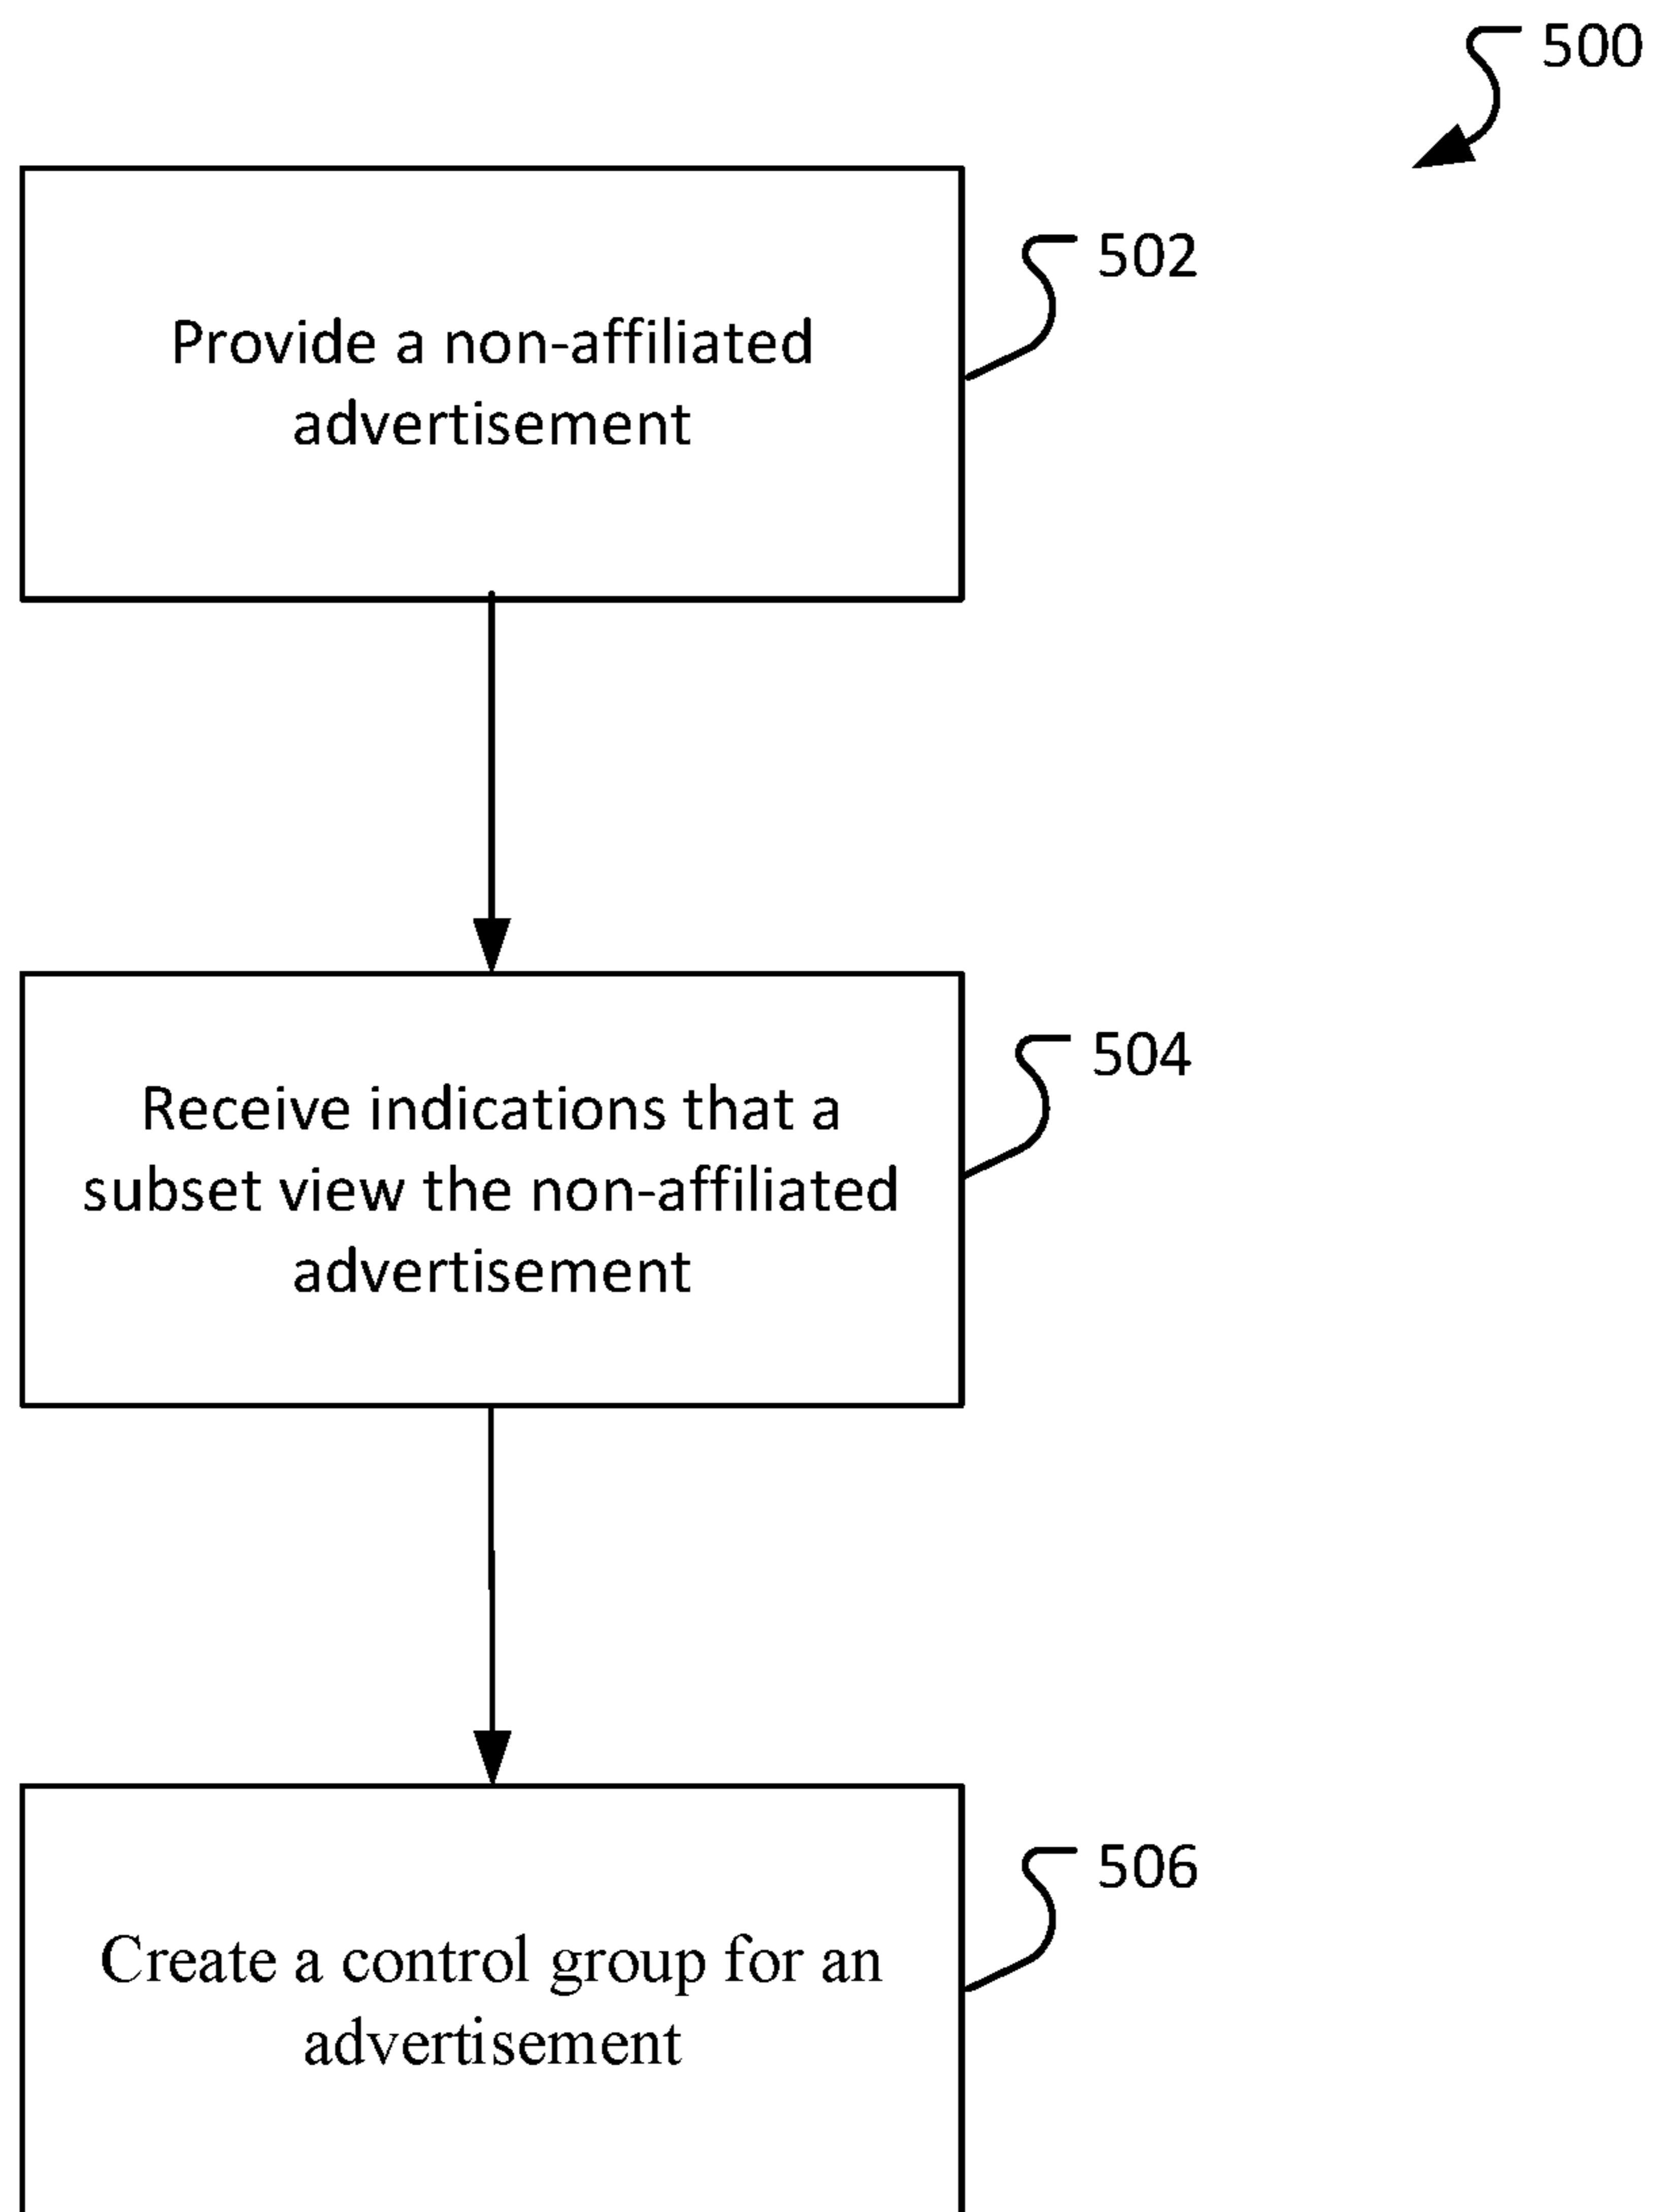 500
502
Provide a non-affiliated
advertisement
504
Receive indications that a
subset view the non-affiliated
advertisement
506
Create a control group for an
advertisement